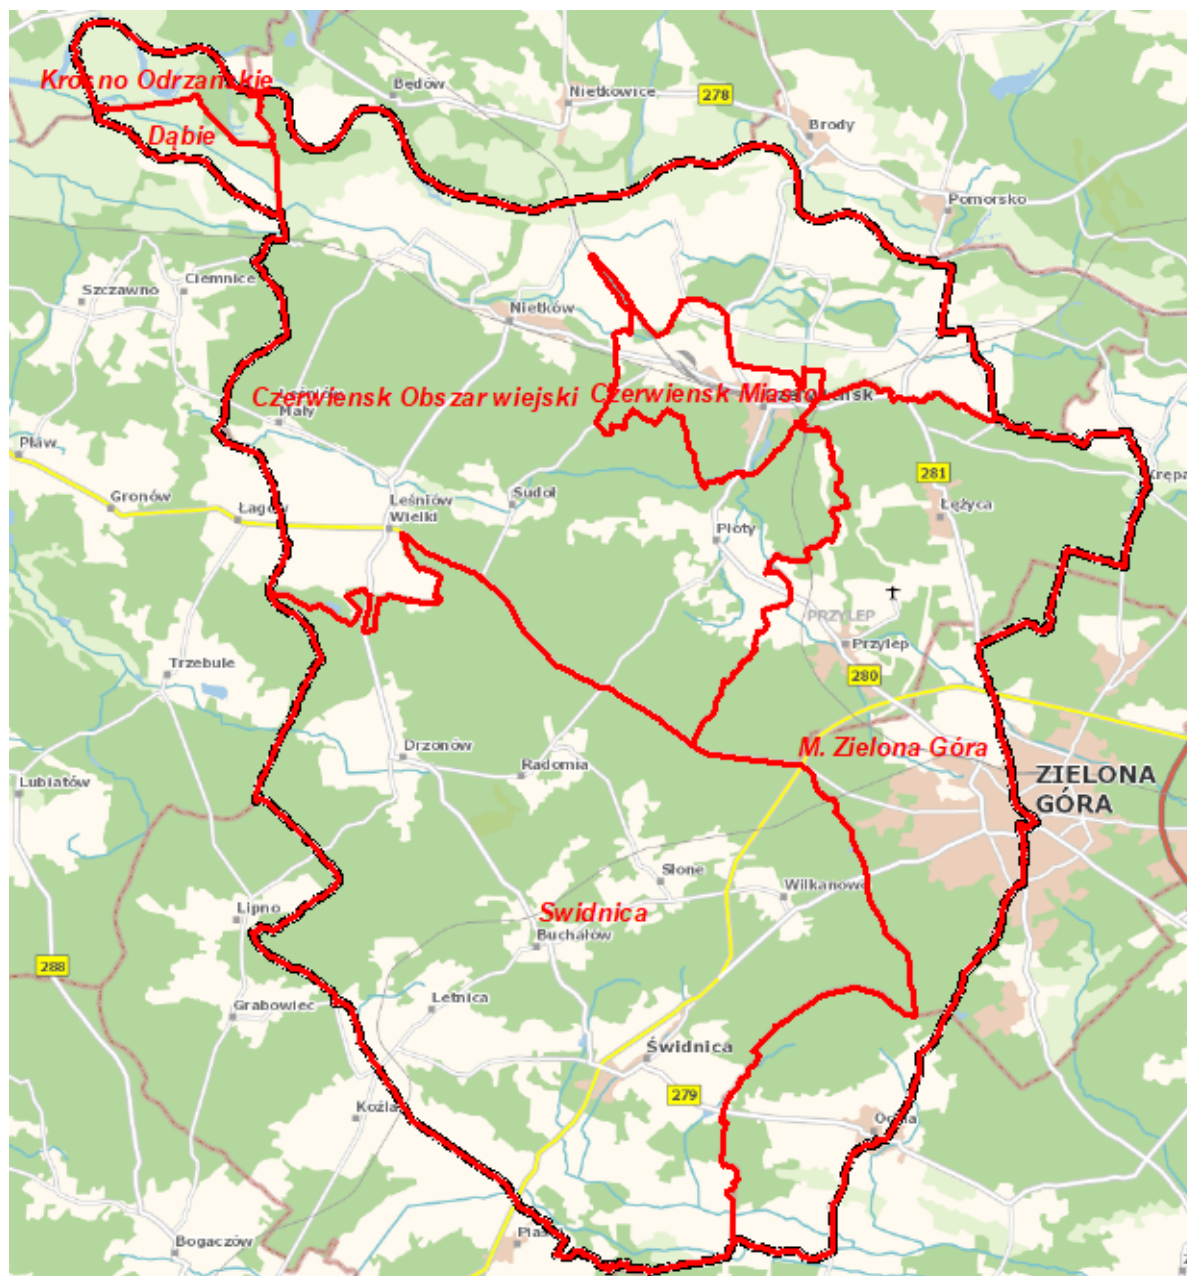 Krosno Odrzańskie
Będów
Nietkowice
278
Brody
Dąbie
Pomorsko
Ciemnice
Szczawno
Nietków
Czerwiensk Obszar wiejski
Czerwiensk Miasto
Mały
Pław
281
Krępa
Gronów
Łagów
Leśniów
Wielki
Sudoł
Łężyca
Płoty
PRZYLEP
Przylep
Trzebule
280
Drzonów
Radomia
M. Zielona Góra
Lubiatów
ZIELONA
GÓRA
Słone
Wilkanowo
Lipno
Swidnica
Buchałów
288
Grabowiec
Letnica
Świdnica
279
Koźla
Ochla
Bogaczów